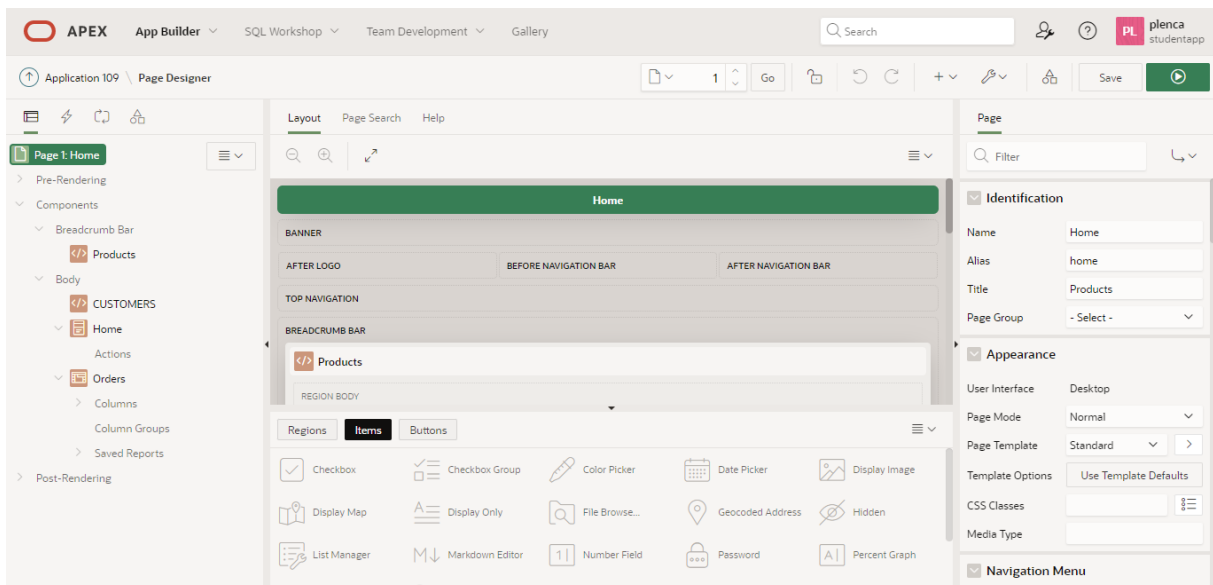 APEX App Builder SQL Workshop Team Development Gallery Search PL plenca
studentapp
Application 109 \ Page Designer 1 Go Save
Layout Page Search Help Page
Page 1: Home Filter
Pre-Rendering
Components
Breadcrumb Bar
Products
Body
CUSTOMERS
Home
Actions
Orders
Columns
Column Groups
Saved Reports
Post-Rendering
Home
BANNER
AFTER LOGO BEFORE NAVIGATION BAR AFTER NAVIGATION BAR
TOP NAVIGATION
BREADCRUMB BAR
Products
REGION BODY
Regions Items Buttons
Checkbox Checkbox Group Color Picker Date Picker Display Image
Display Map Display Only File Browse... Geocoded Address Hidden
List Manager Markdown Editor Number Field Password Percent Graph
Identification
Name Home
Alias home
Title Products
Page Group - Select -
Appearance
User Interface Desktop
Page Mode Normal
Page Template Standard
Template Options Use Template Defaults
CSS Classes
Media Type
Navigation Menu